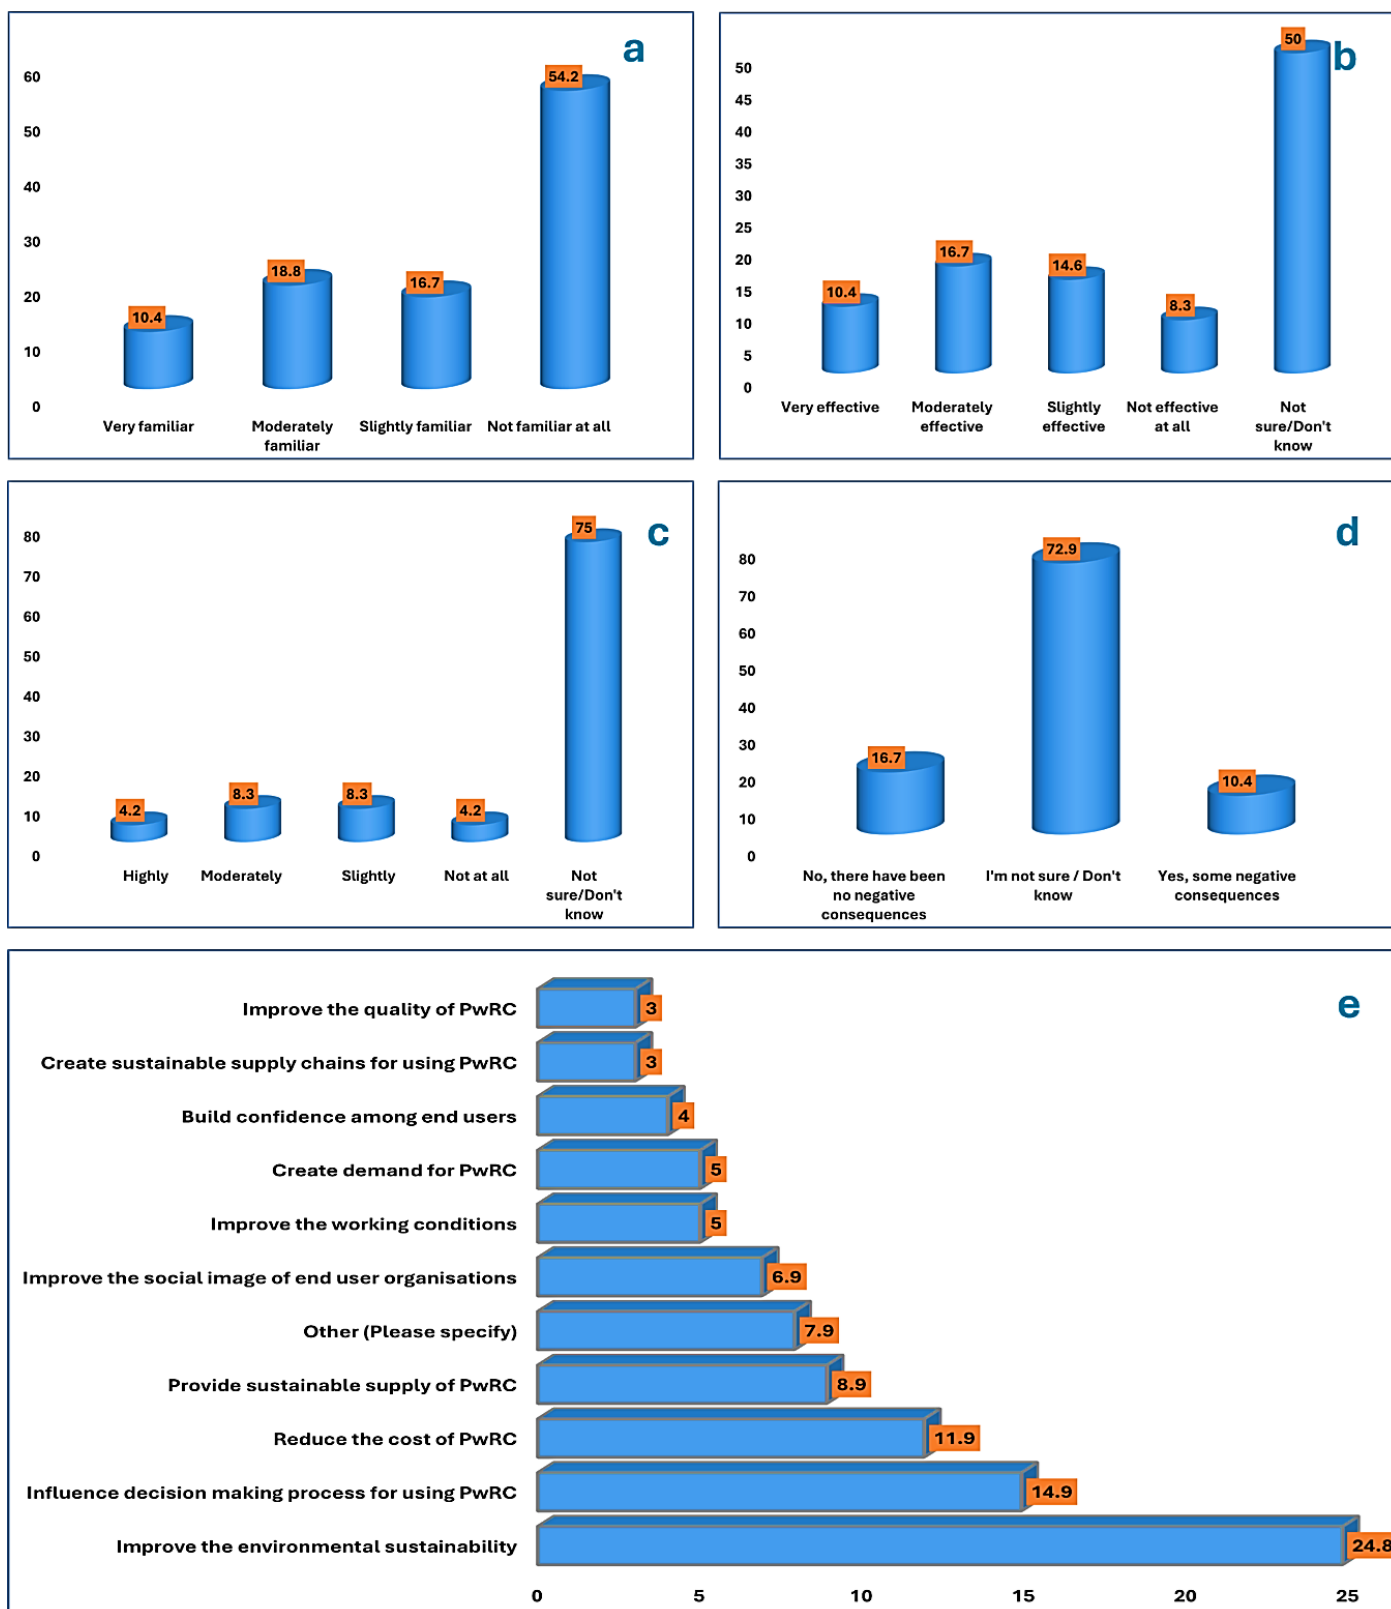 a
60
50
40
30
20
10
0
10.4
18.8
16.7
54.2
Very familiar
Moderately
familiar
Slightly familiar
Not familiar at all
b
50
45
40
35
30
25
20
15
10
5
0
10.4
16.7
14.6
8.3
50
Very effective
Moderately
effective
Slightly
effective
Not effective
at all
Not
sure/Don't
know
c
80
70
60
50
40
30
20
10
0
4.2
8.3
8.3
4.2
75
Highly
Moderately
Slightly
Not at all
Not
sure/Don't
know
d
80
70
60
50
40
30
20
10
0
16.7
72.9
10.4
No, there have been
no negative
consequences
I'm not sure / Don't
know
Yes, some negative
consequences
e
Improve the quality of PwRC 3
Create sustainable supply chains for using PwRC 3
Build confidence among end users 4
Create demand for PwRC 5
Improve the working conditions 5
Improve the social image of end user organisations 6.9
Other (Please specify) 7.9
Provide sustainable supply of PwRC 8.9
Reduce the cost of PwRC 11.9
Influence decision making process for using PwRC 14.9
Improve the environmental sustainability 24.8
0 5 10 15 20 25